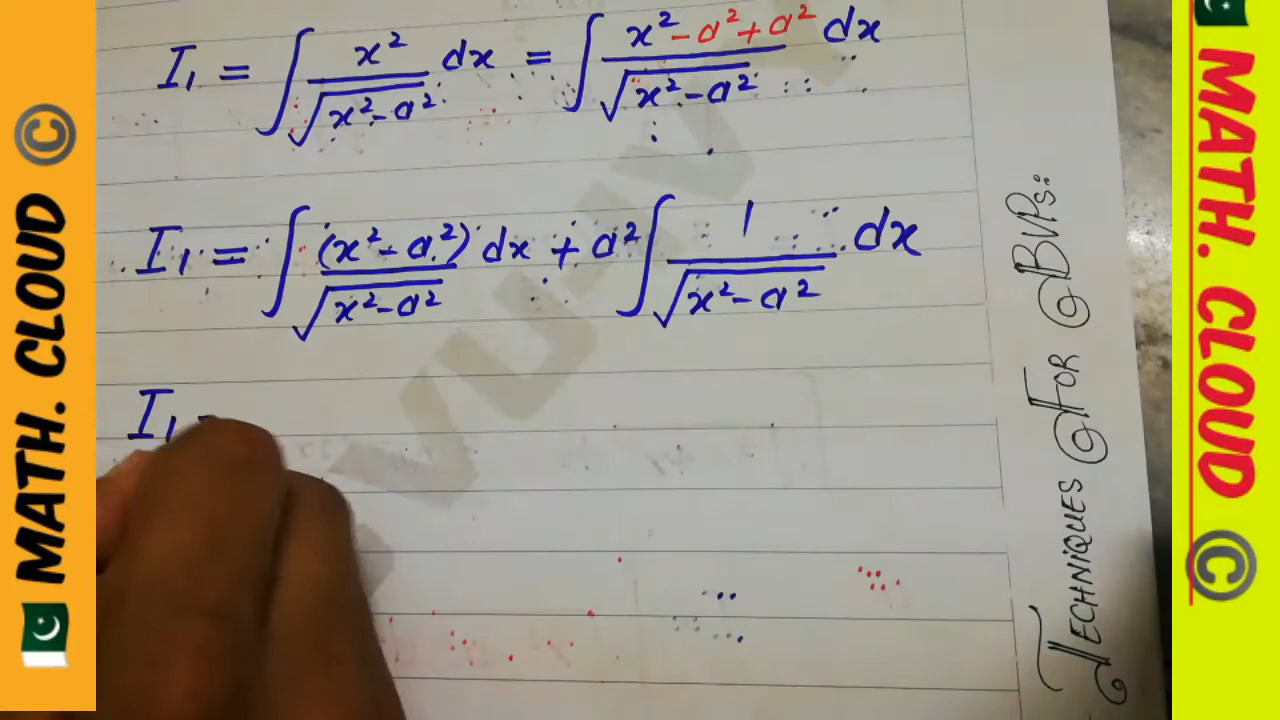 I₁ = ∫ x²/√(x²-a²) dx = ∫ (x²-a²+a²)/√(x²-a²) dx
I₁ = ∫ (x²-a²)/√(x²-a²) dx + a² ∫ 1/√(x²-a²) dx
I₁ =
VU
TECHNIQUES FOR BVPs:
MATH. CLOUD ©
MATH. CLOUD ©